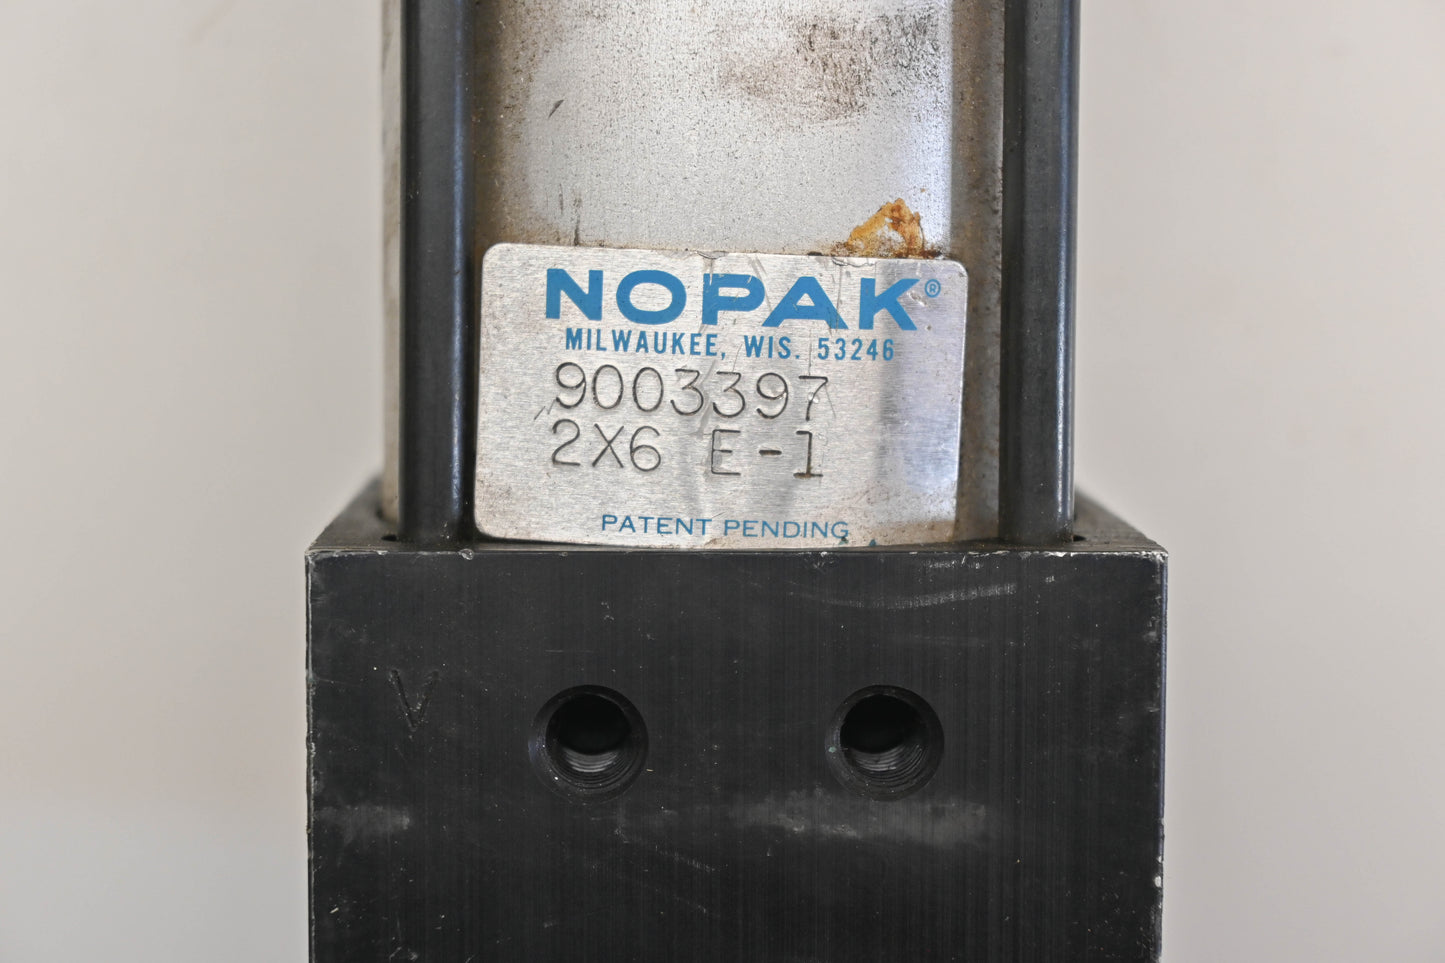 NOPAK®
MILWAUKEE, WIS. 53246
9003397
2X6 E-1
PATENT PENDING
V